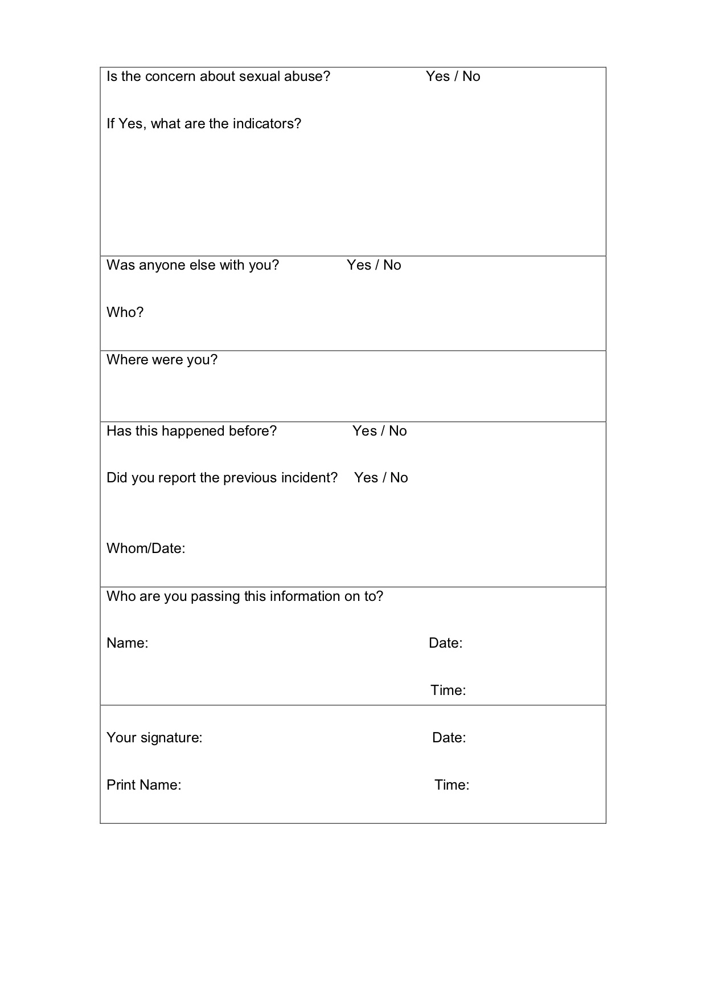 Is the concern about sexual abuse? Yes / No
If Yes, what are the indicators?
Was anyone else with you? Yes / No
Who?
Where were you?
Has this happened before? Yes / No
Did you report the previous incident? Yes / No
Whom/Date:
Who are you passing this information on to?
Name: Date:
Time:
Your signature: Date:
Print Name: Time: